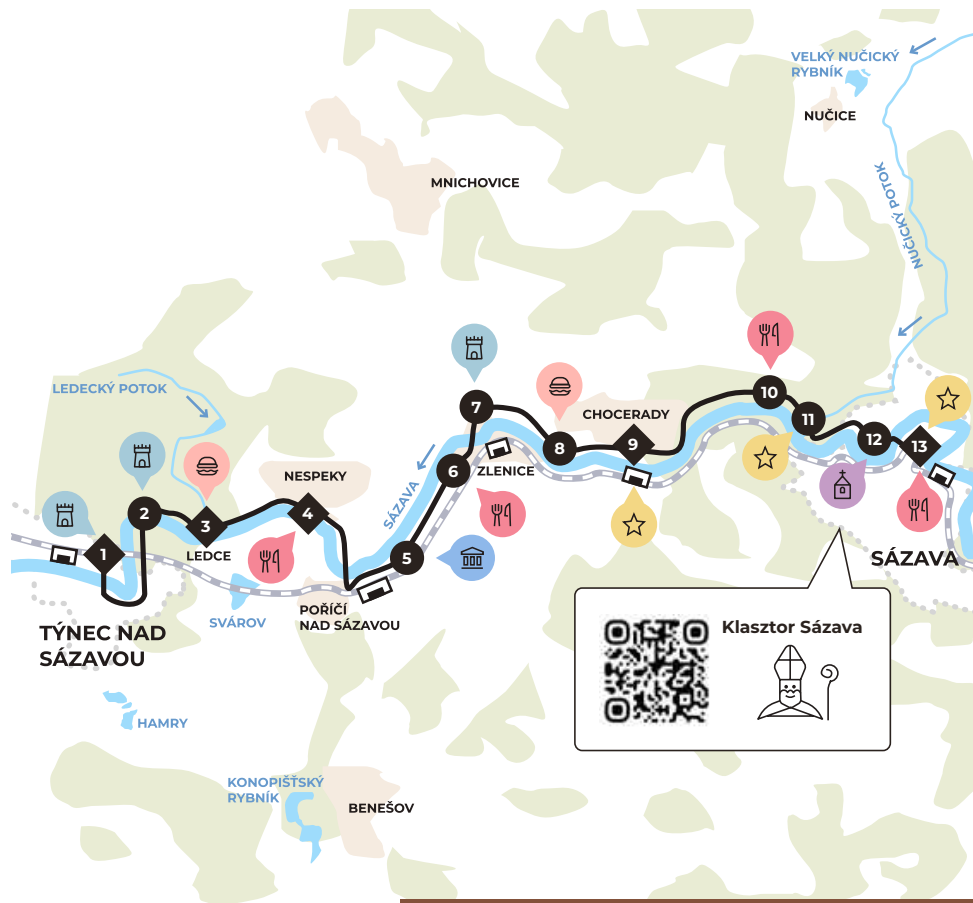 VELKÝ NUČICKÝ
RYBNÍK
NUČICE
MNICHOVICE
NUČICKÝ POTOK
LEDECKÝ POTOK
CHOCERADY
NESPEKY
SÁZAVA
ZLENICE
LEDCE
1
2
3
4
5
6
7
8
9
10
11
12
13
SÁZAVA
SVÁROV
POŘÍČÍ
NAD SÁZAVOU
TÝNEC NAD
SÁZAVOU
Klasztor Sázava
HAMRY
KONOPIŠŤSKÝ
RYBNÍK
BENEŠOV